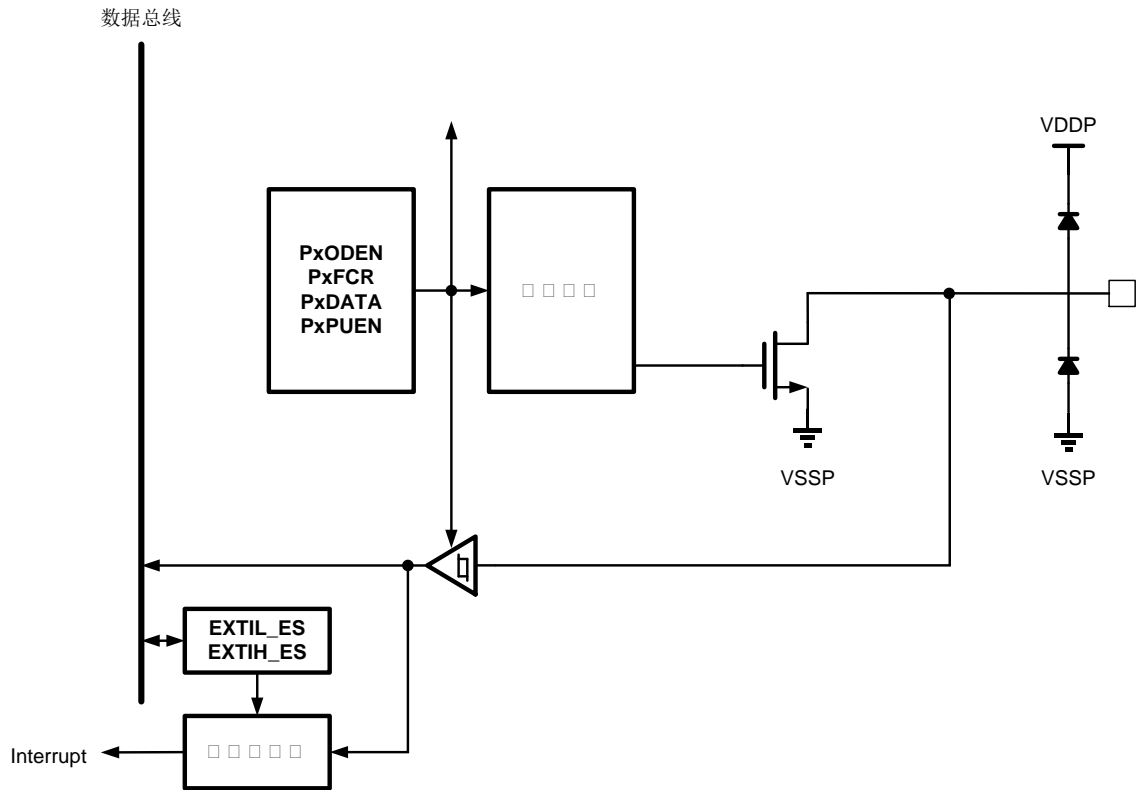 数据总线
VDDP
PxODEN
PxFCR
PxDATA
PxPUEN
VSSP
VSSP
EXTIL_ES
EXTIH_ES
Interrupt